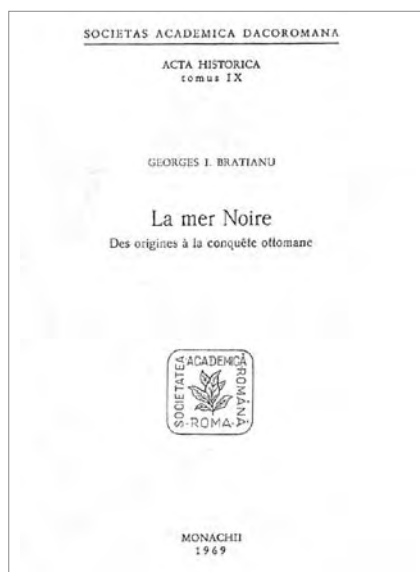 SOCIETAS ACADEMICA DACOROMANA
ACTA HISTORICA
tomus IX
GEORGES I. BRATIANU
La mer Noire
Des origines à la conquête ottomane
SOCIETATEA ACADEMICĂ ROMÂNĂ
ROMA
MONACHII
1969